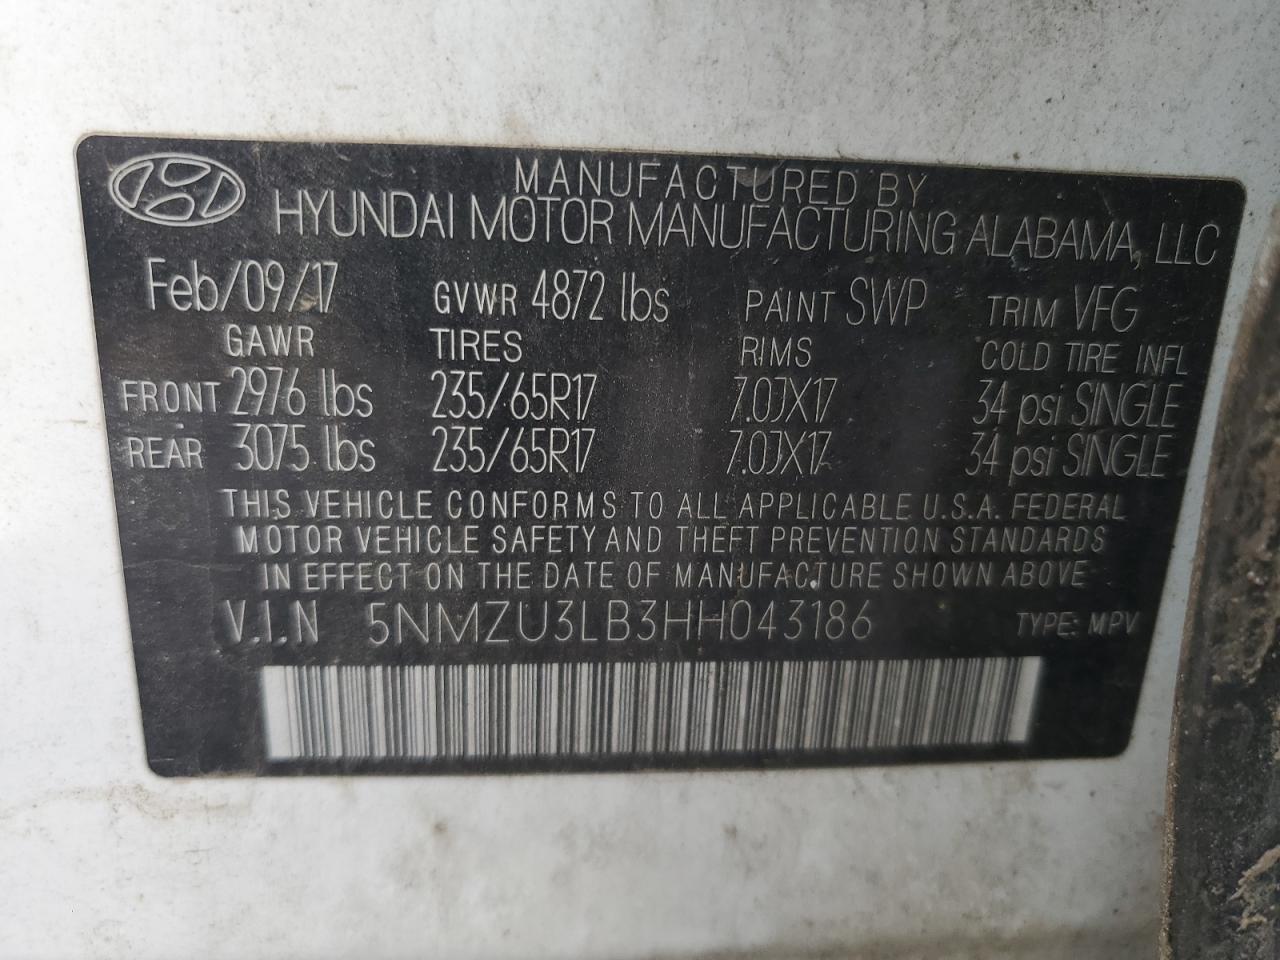 MANUFACTURED BY
HYUNDAI MOTOR MANUFACTURING ALABAMA, LLC
Feb/09/17 GVWR 4872 lbs PAINT SWP TRIM VFG
GAWR TIRES RIMS COLD TIRE INFL
FRONT 2976 lbs 235/65R17 7.0JX17 34 psi SINGLE
REAR 3075 lbs 235/65R17 7.0JX17 34 psi SINGLE
THIS VEHICLE CONFORMS TO ALL APPLICABLE U.S.A. FEDERAL
MOTOR VEHICLE SAFETY AND THEFT PREVENTION STANDARDS
IN EFFECT ON THE DATE OF MANUFACTURE SHOWN ABOVE
V.I.N 5NMZU3LB3HH043186 TYPE: MPV